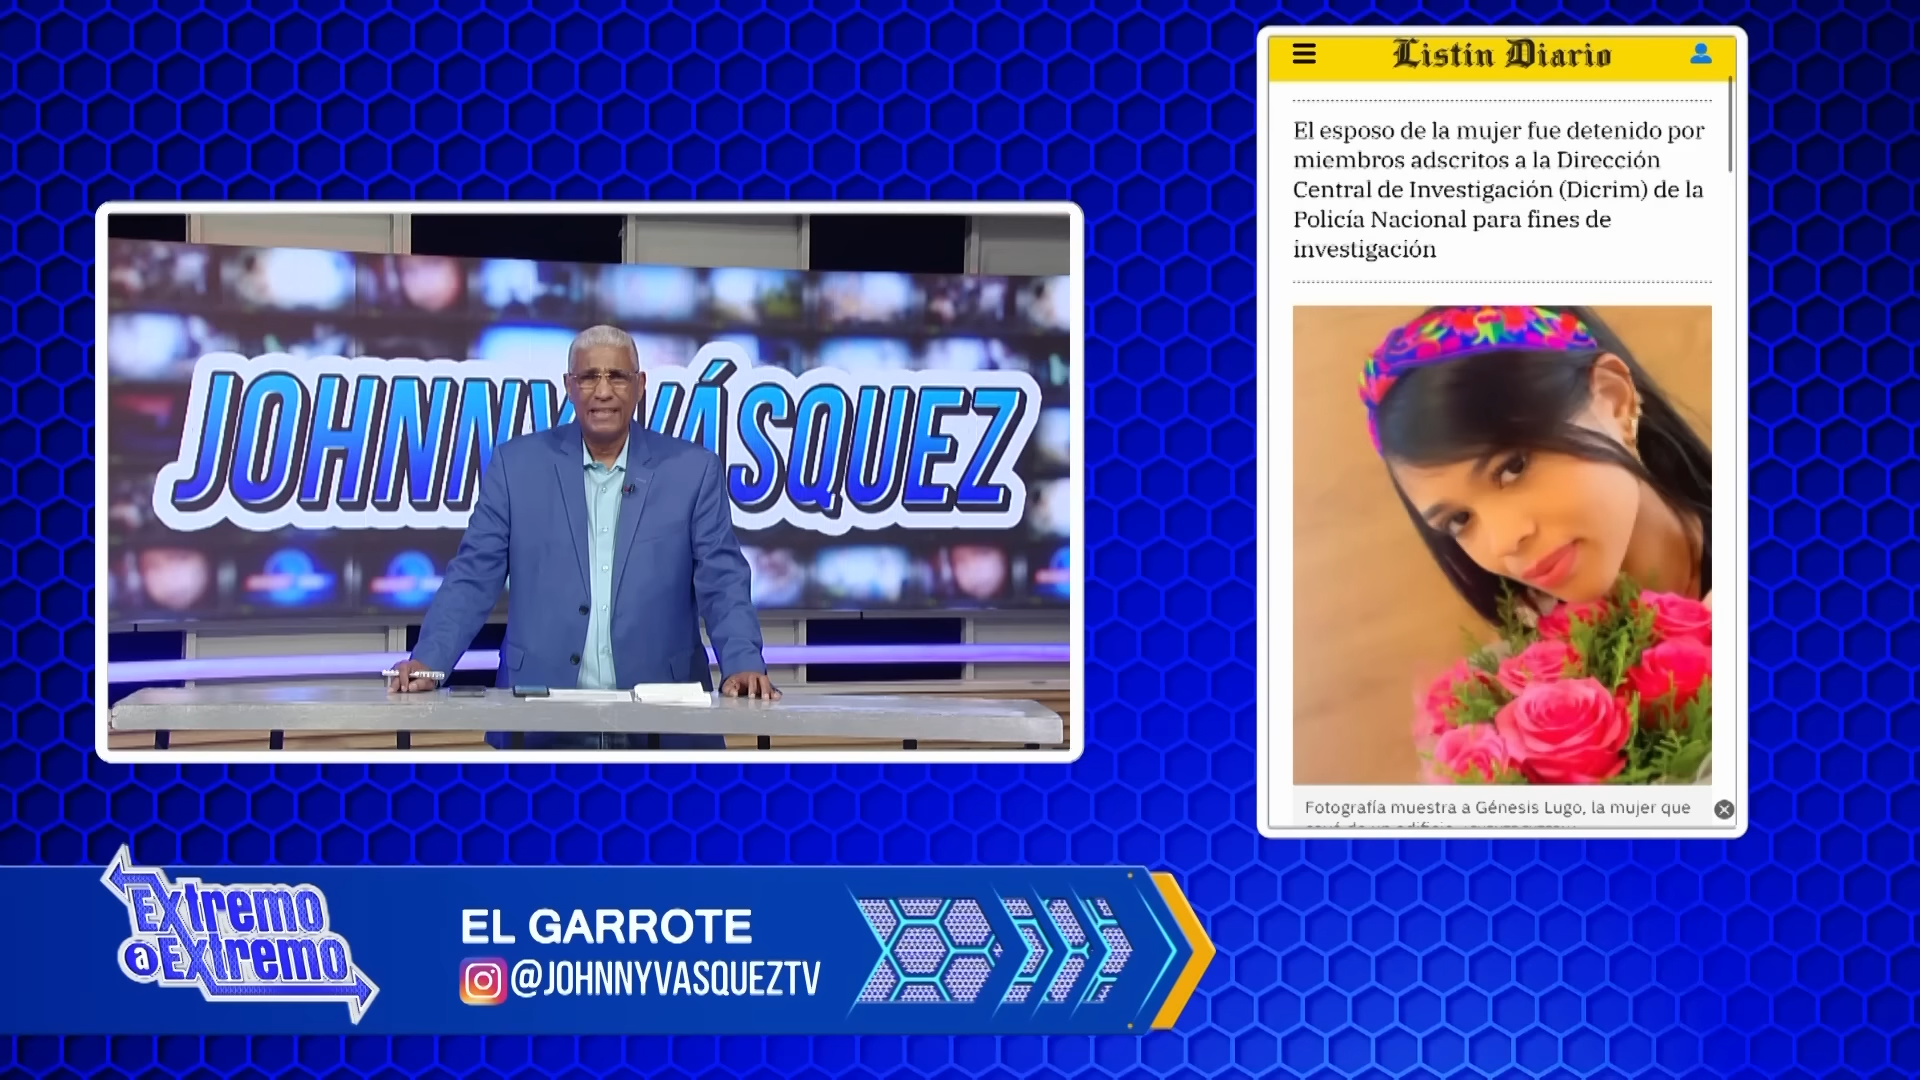 Listín Diario
El esposo de la mujer fue detenido por
miembros adscritos a la Dirección
Central de Investigación (Dicrim) de la
Policía Nacional para fines de
investigación
JOHNNY VÁSQUEZ
Fotografía muestra a Génesis Lugo, la mujer que
Extremo
a Extremo
EL GARROTE
@JOHNNYVASQUEZTV